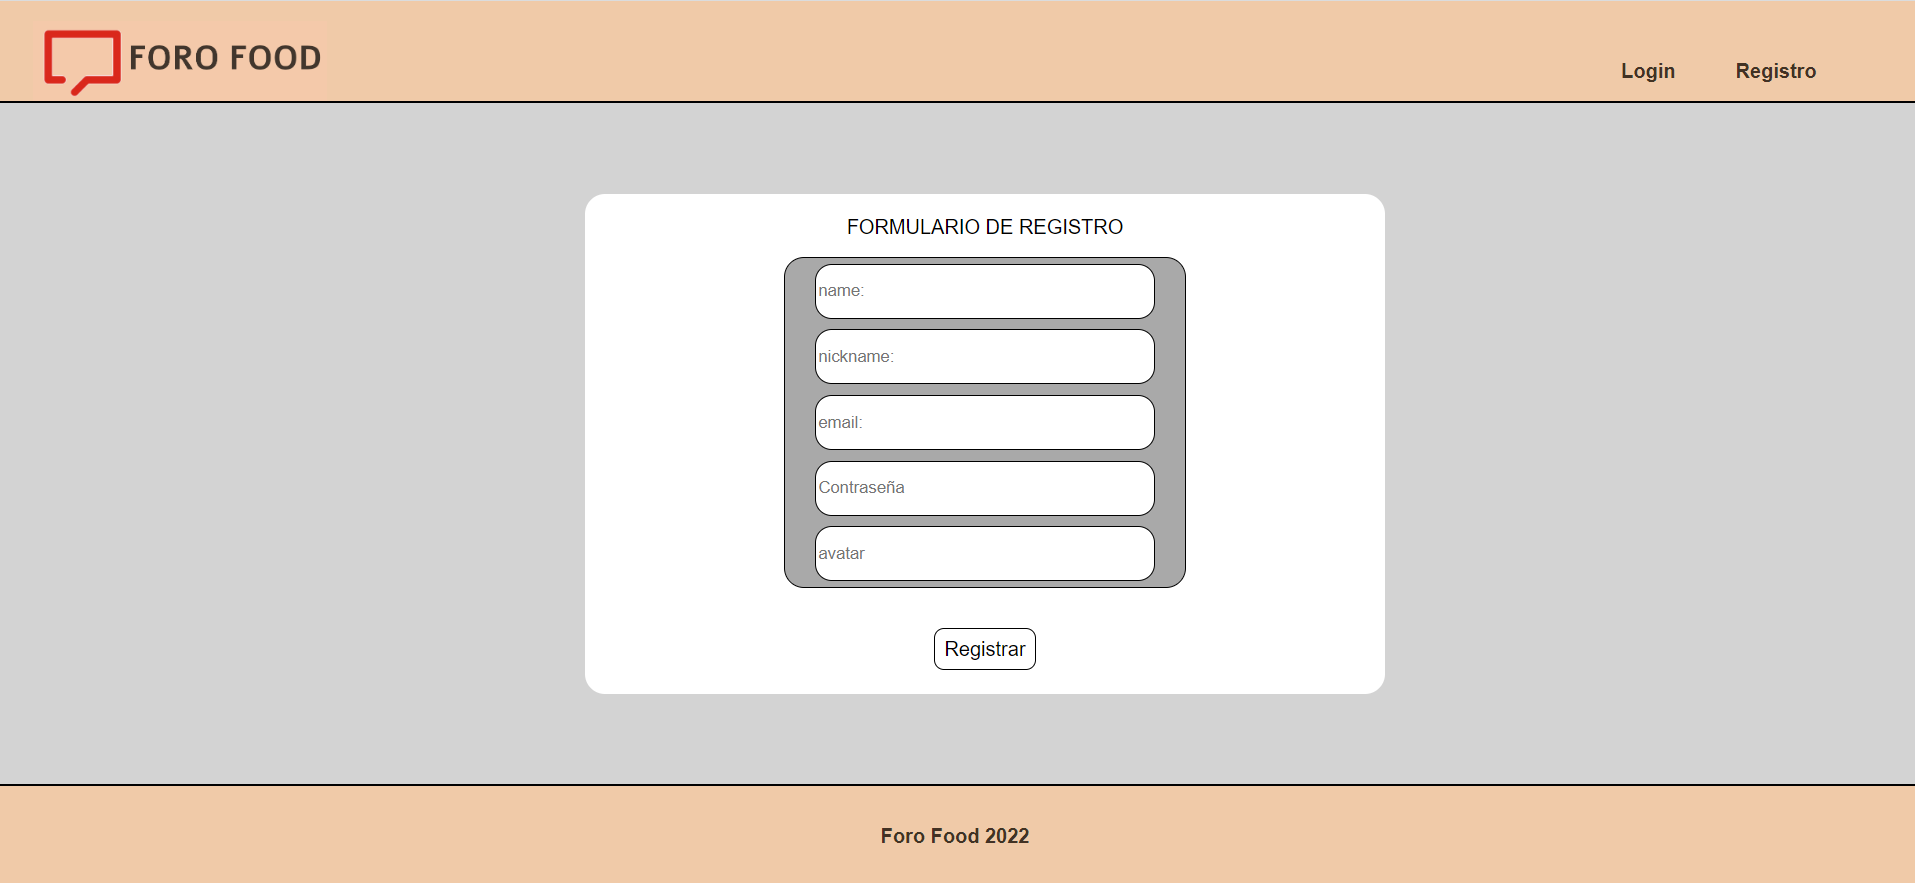 FORO FOOD
Login Registro
FORMULARIO DE REGISTRO
name:
nickname:
email:
Contraseña
avatar
Registrar
Foro Food 2022